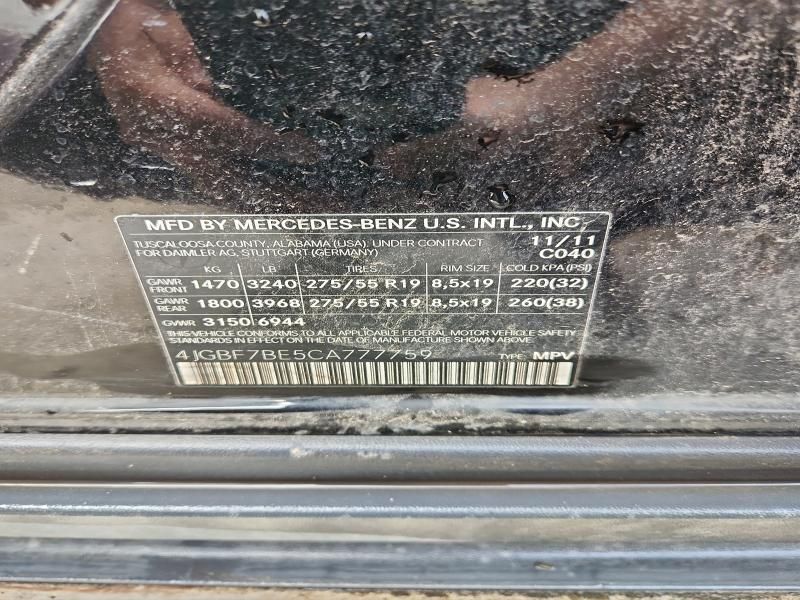 MFD BY MERCEDES-BENZ U.S. INTL., INC.
TUSCALOOSA COUNTY, ALABAMA (USA), UNDER CONTRACT 11/11
FOR DAIMLER AG, STUTTGART (GERMANY) C040
KG LB TIRES RIM SIZE COLD KPA(PSI)
GAWR FRONT 1470 3240 275/55 R19 8,5x19 220(32)
GAWR REAR 1800 3968 275/55 R19 8,5x19 260(38)
GVWR 3150 6944
THIS VEHICLE CONFORMS TO ALL APPLICABLE FEDERAL MOTOR VEHICLE SAFETY
STANDARDS IN EFFECT ON THE DATE OF MANUFACTURE SHOWN ABOVE.
4JGBF7BE5CA777759 TYPE: MPV